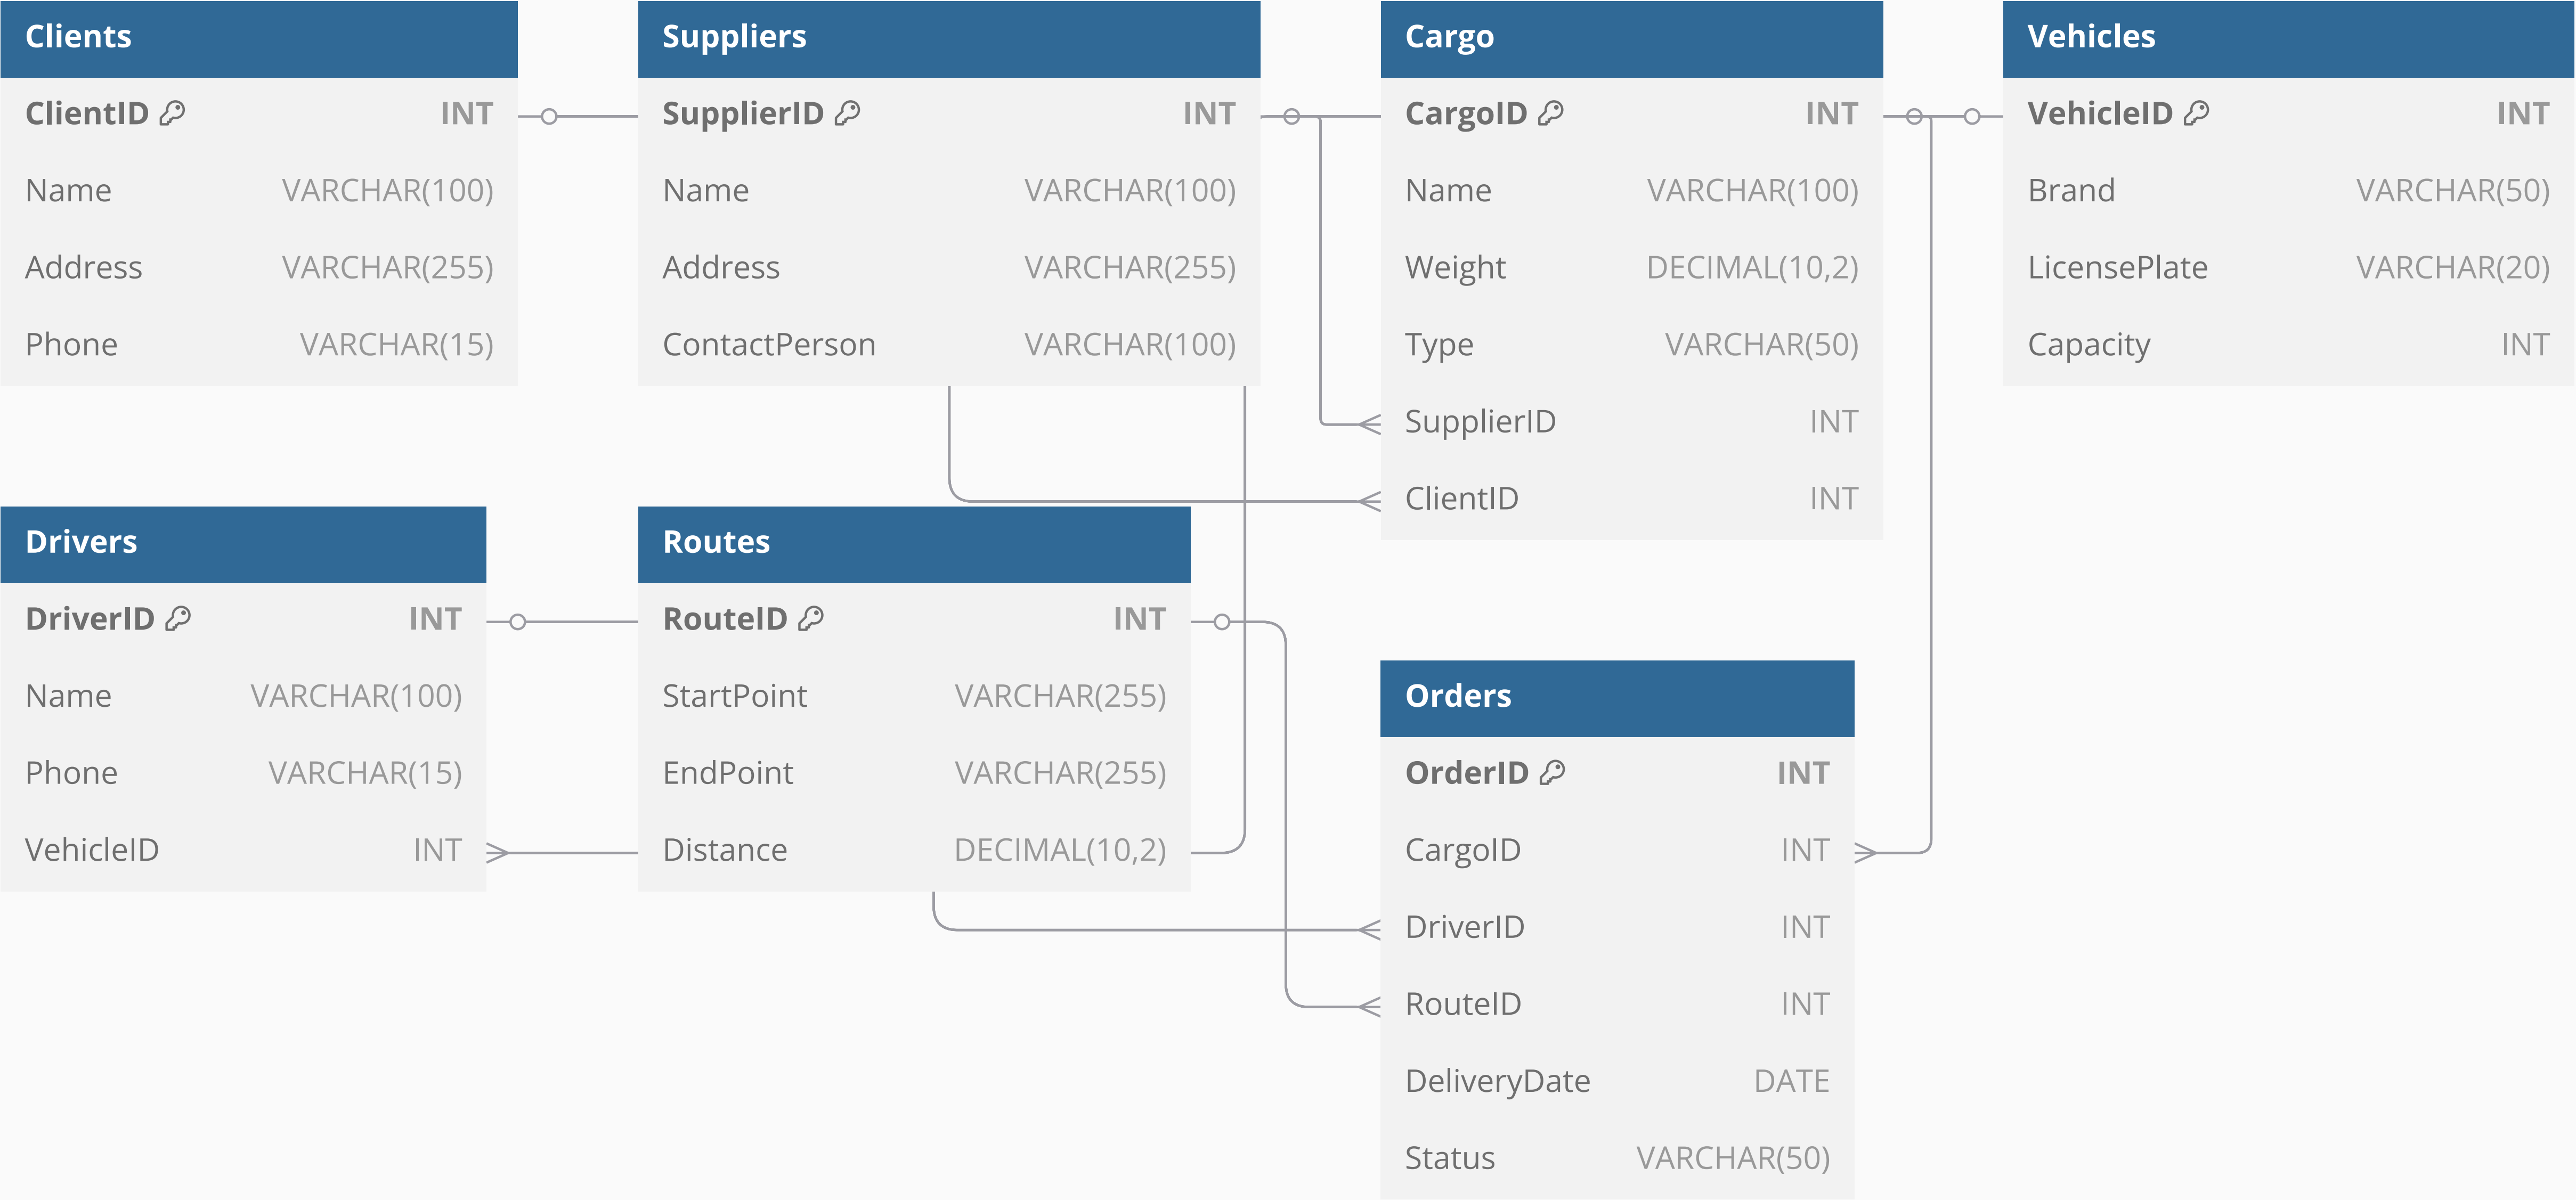 Clients
ClientID INT
Name VARCHAR(100)
Address VARCHAR(255)
Phone VARCHAR(15)
Suppliers
SupplierID INT
Name VARCHAR(100)
Address VARCHAR(255)
ContactPerson VARCHAR(100)
Cargo
CargoID INT
Name VARCHAR(100)
Weight DECIMAL(10,2)
Type VARCHAR(50)
SupplierID INT
ClientID INT
Vehicles
VehicleID INT
Brand VARCHAR(50)
LicensePlate VARCHAR(20)
Capacity INT
Drivers
DriverID INT
Name VARCHAR(100)
Phone VARCHAR(15)
VehicleID INT
Routes
RouteID INT
StartPoint VARCHAR(255)
EndPoint VARCHAR(255)
Distance DECIMAL(10,2)
Orders
OrderID INT
CargoID INT
DriverID INT
RouteID INT
DeliveryDate DATE
Status VARCHAR(50)